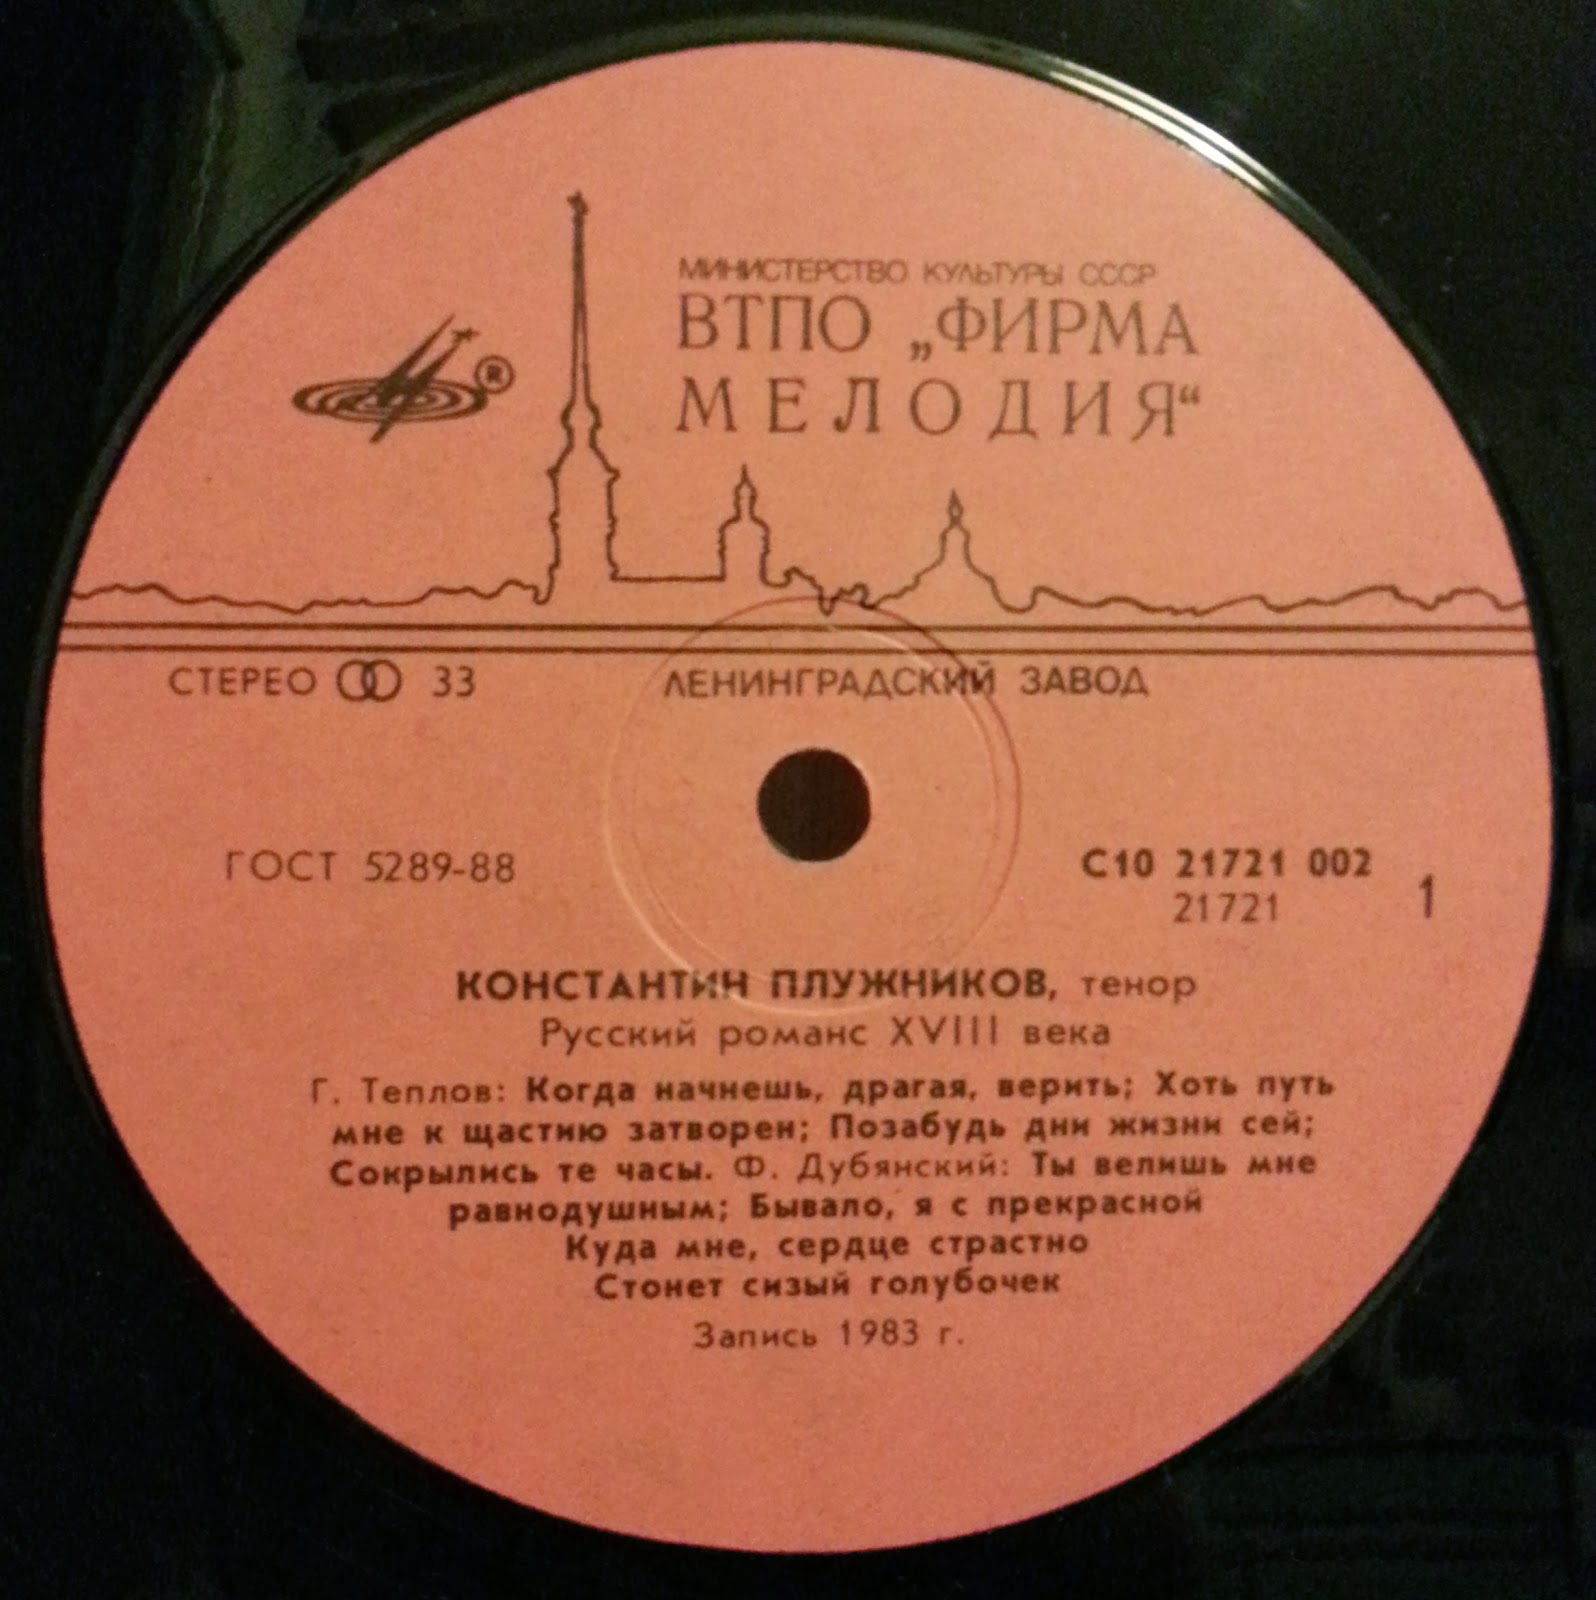 МИНИСТЕРСТВО КУЛЬТУРЫ СССР
ВТПО „ФИРМА
МЕЛОДИЯ“
®
СТЕРЕО 33
ЛЕНИНГРАДСКИЙ ЗАВОД
ГОСТ 5289-88
С10 21721 002
21721
1
КОНСТАНТИН ПЛУЖНИКОВ, тенор
Русский романс XVIII века
Г. Теплов: Когда начнешь, драгая, верить; Хоть путь
мне к щастию затворен; Позабудь дни жизни сей;
Сокрылись те часы. Ф. Дубянский: Ты велишь мне
равнодушным; Бывало, я с прекрасной
Куда мне, сердце страстно
Стонет сизый голубочек
Запись 1983 г.